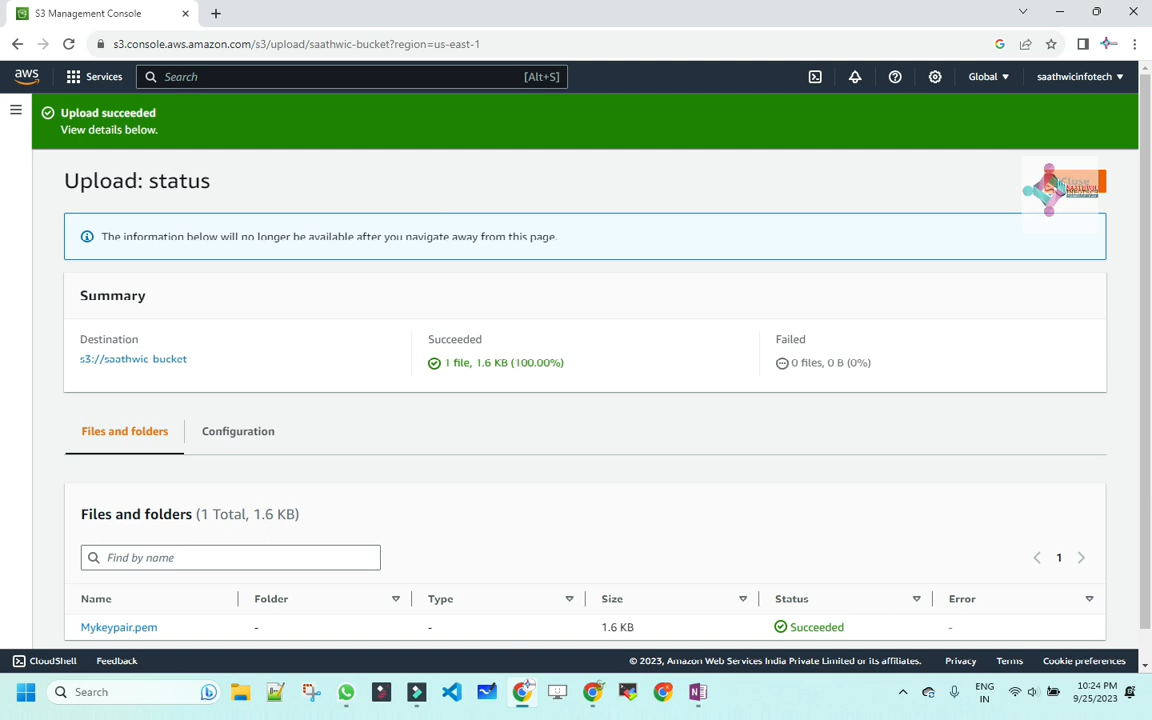 S3 Management Console
s3.console.aws.amazon.com/s3/upload/saathwic-bucket?region=us-east-1
aws
Services
Search
[Alt+S]
Global
saathwicinfotech
Upload succeeded
View details below.
Upload: status
Close
The information below will no longer be available after you navigate away from this page.
Summary
Destination
s3://saathwic-bucket
Succeeded
1 file, 1.6 KB (100.00%)
Failed
0 files, 0 B (0%)
Files and folders
Configuration
Files and folders (1 Total, 1.6 KB)
Find by name
1
Name
Folder
Type
Size
Status
Error
Mykeypair.pem
-
-
1.6 KB
Succeeded
-
CloudShell
Feedback
© 2023, Amazon Web Services India Private Limited or its affiliates.
Privacy
Terms
Cookie preferences
Search
ENG
IN
10:24 PM
9/25/2023